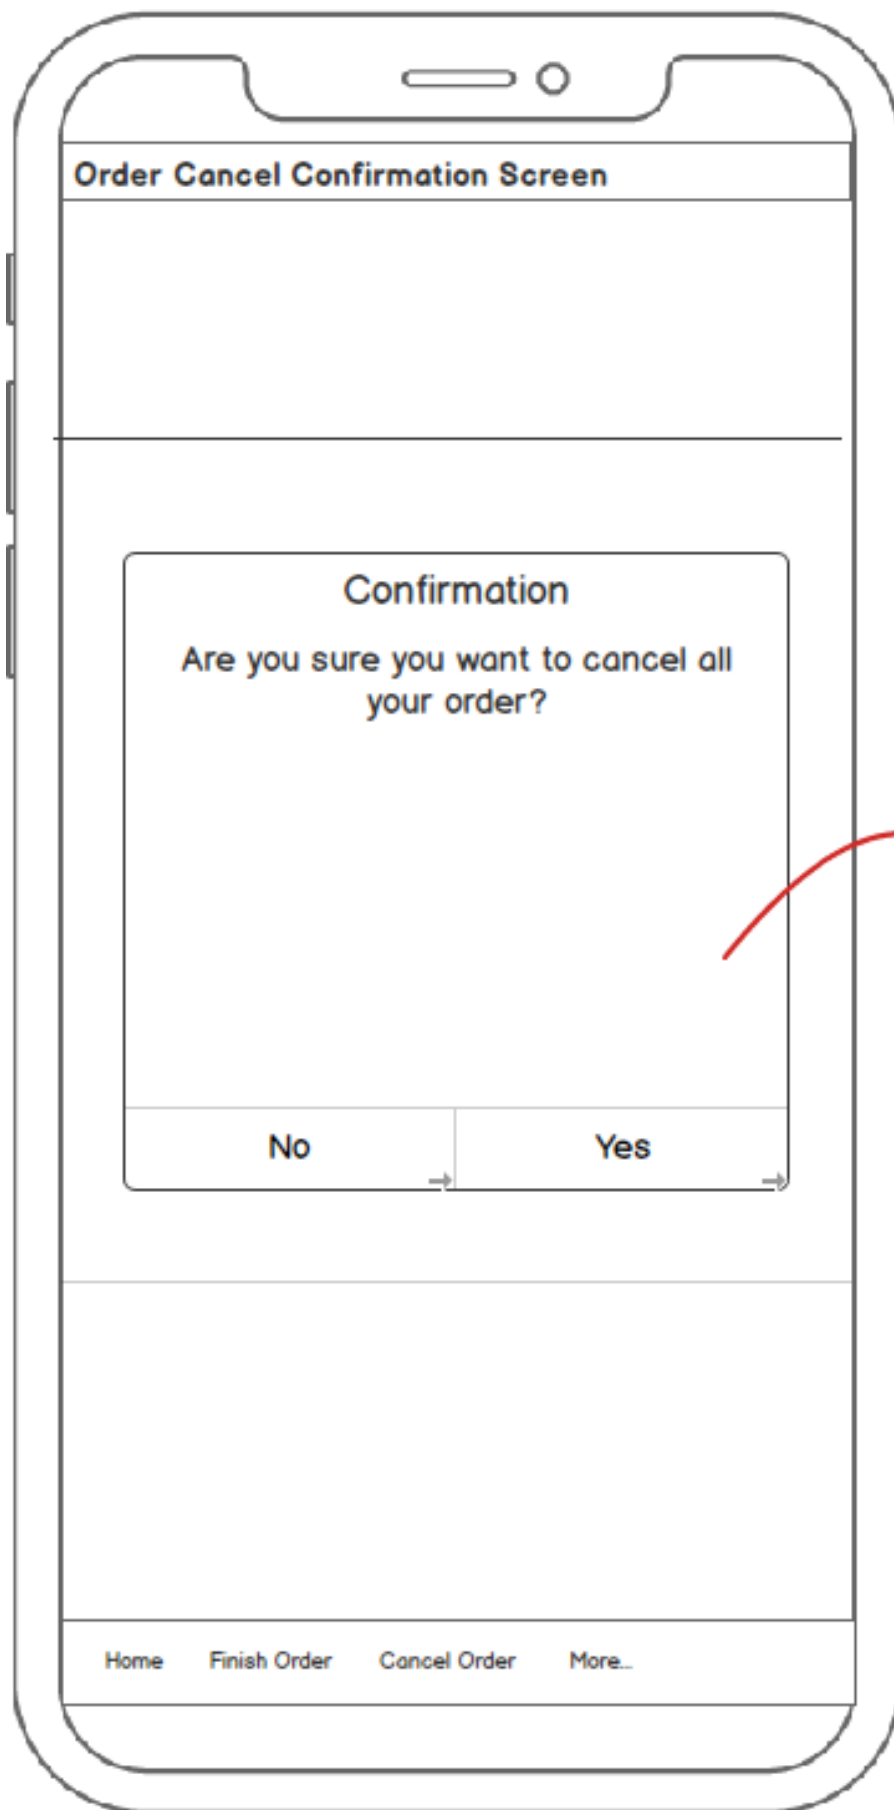 Order Cancel Confirmation Screen
Confirmation
Are you sure you want to cancel all
your order?
No Yes
Home Finish Order Cancel Order More...